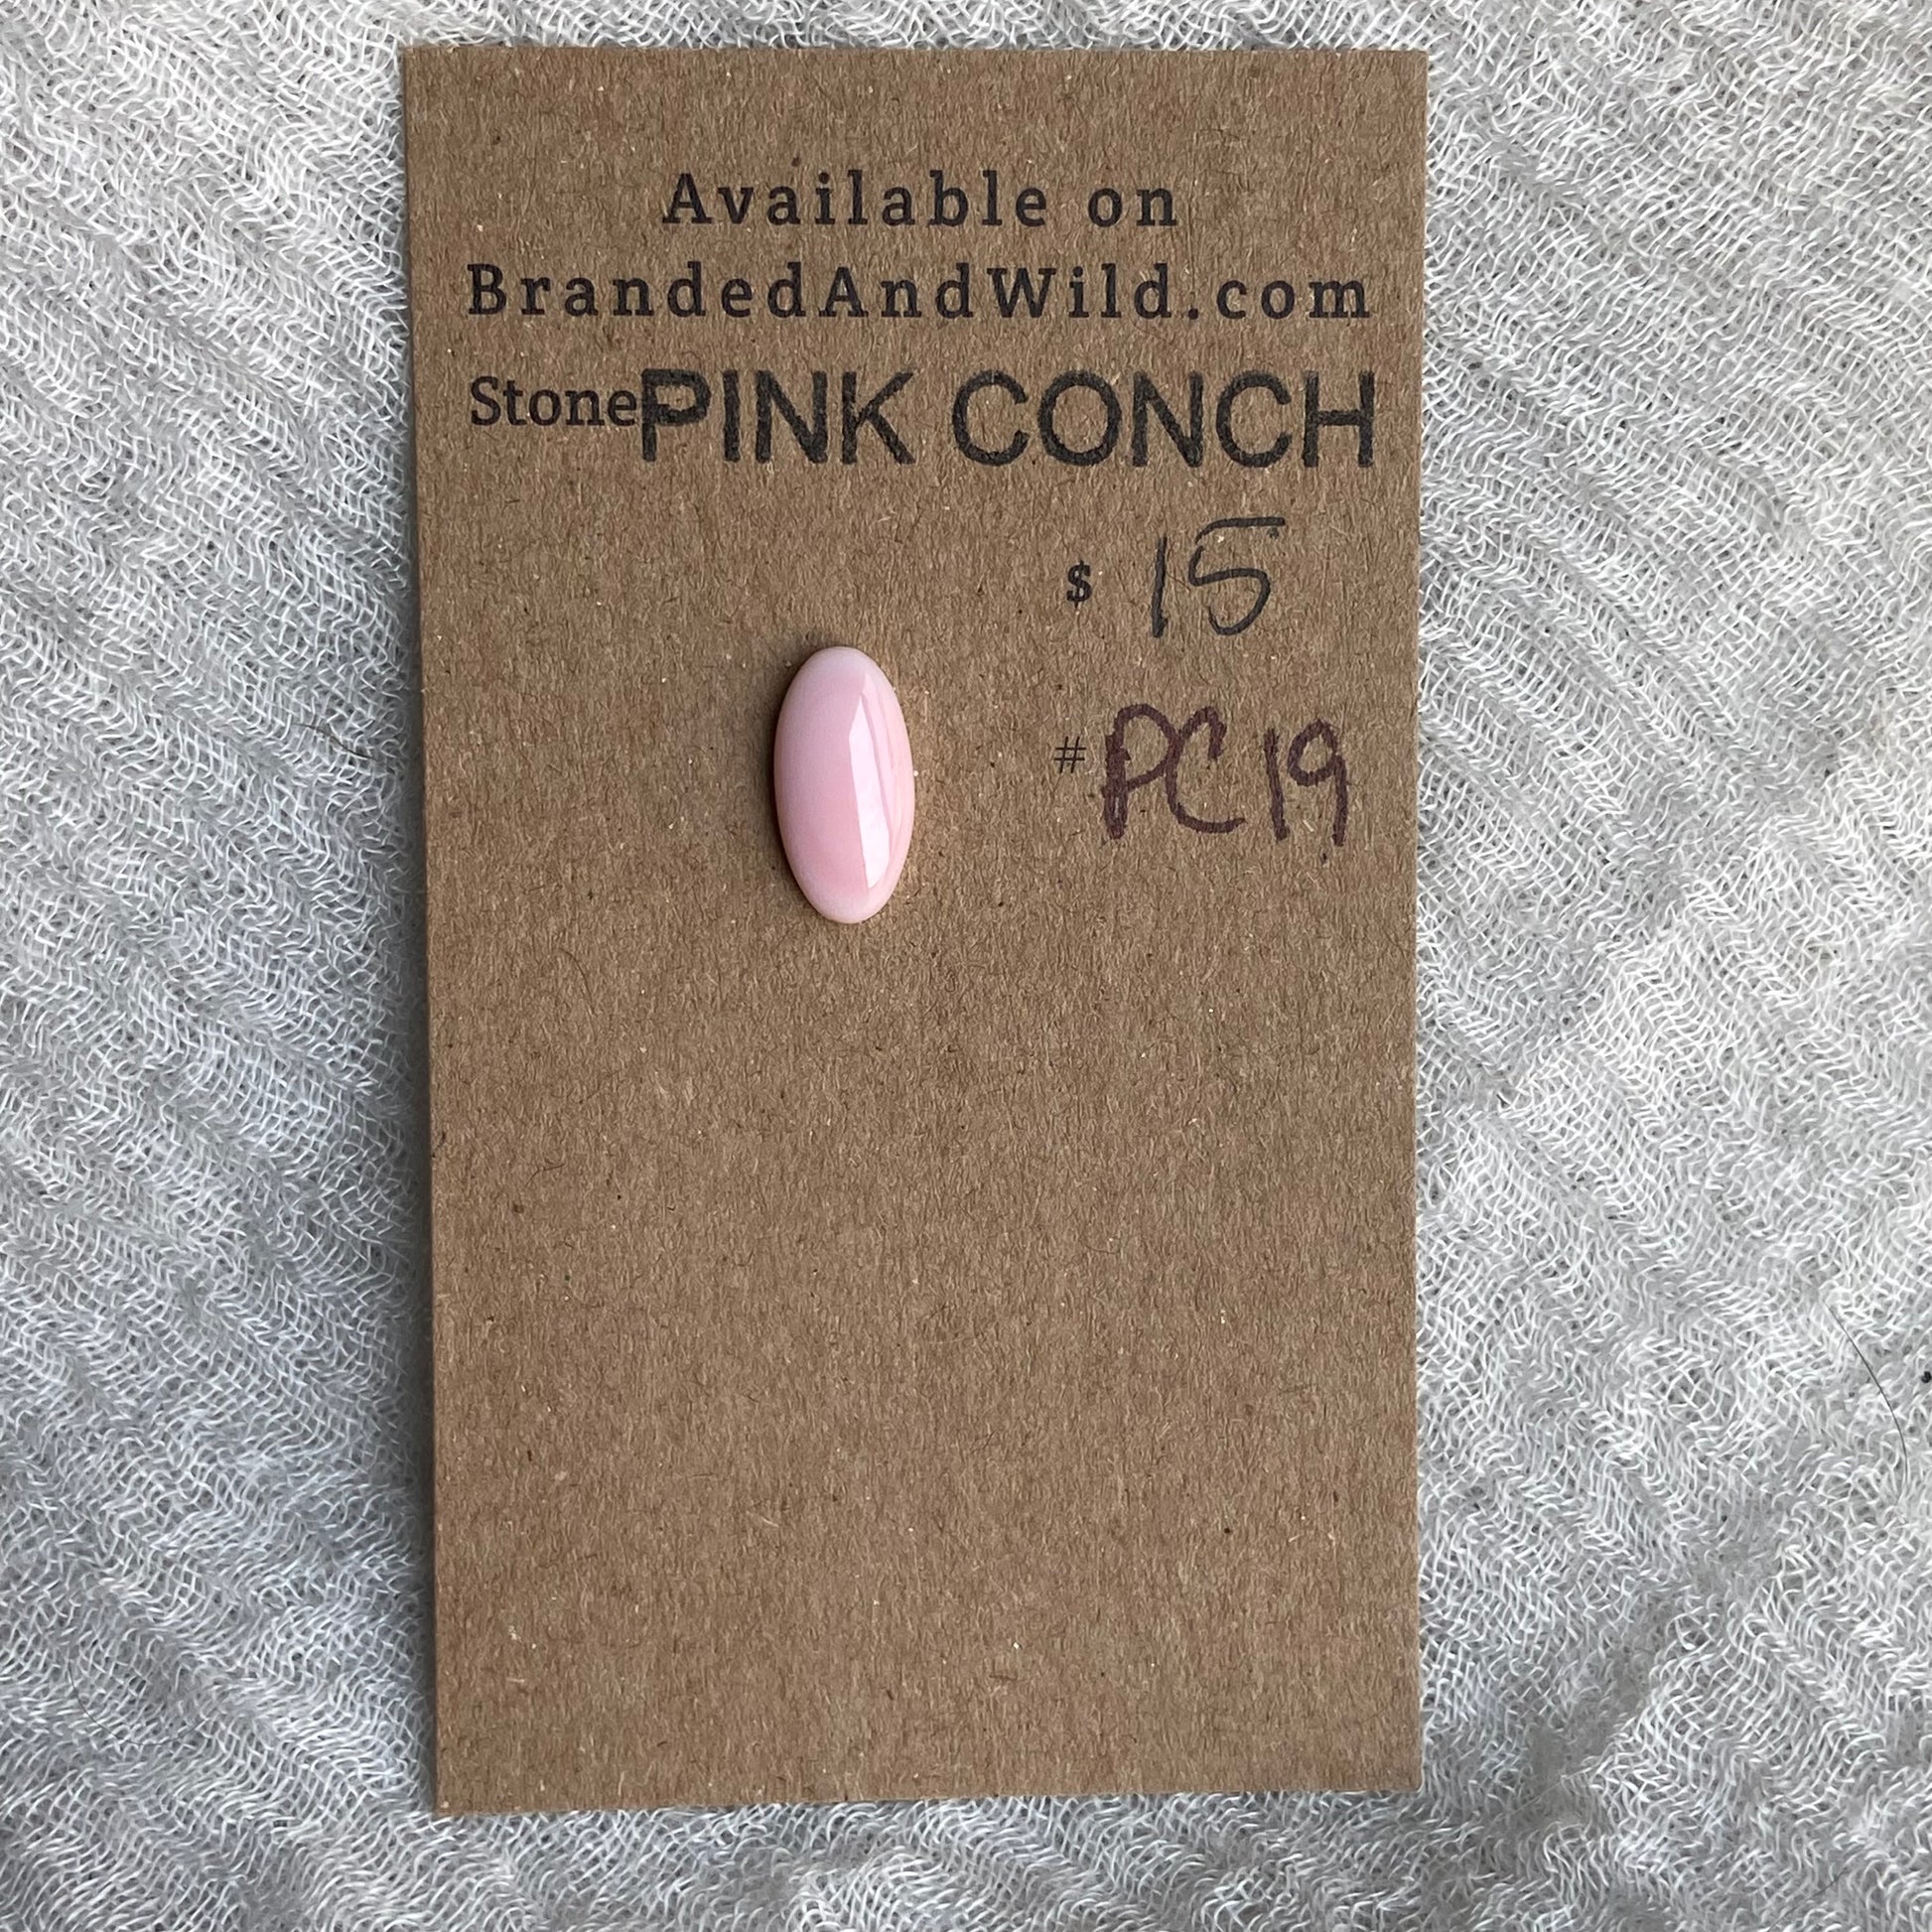 Available on
BrandedAndWild.com
Stone PINK CONCH
$ 15
# PC19